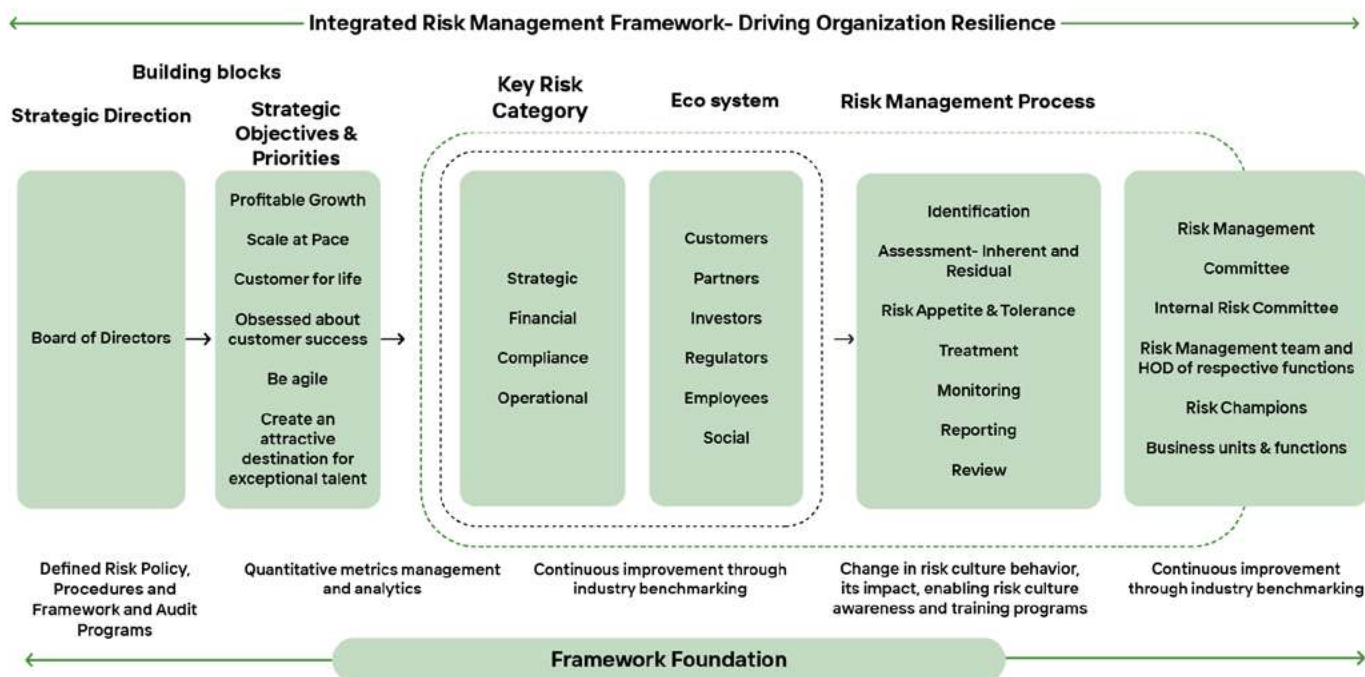 Integrated Risk Management Framework- Driving Organization Resilience
Building blocks
Strategic Direction
Strategic
Objectives &
Priorities
Key Risk
Category
Eco system
Risk Management Process
Board of Directors
Profitable Growth
Scale at Pace
Customer for life
Obsessed about
customer success
Be agile
Create an
attractive
destination for
exceptional talent
Strategic
Financial
Compliance
Operational
Customers
Partners
Investors
Regulators
Employees
Social
Identification
Assessment- Inherent and
Residual
Risk Appetite & Tolerance
Treatment
Monitoring
Reporting
Review
Risk Management
Committee
Internal Risk Committee
Risk Management team and
HOD of respective functions
Risk Champions
Business units & functions
Defined Risk Policy,
Procedures and
Framework and Audit
Programs
Quantitative metrics management
and analytics
Continuous improvement through
industry benchmarking
Change in risk culture behavior,
its impact, enabling risk culture
awareness and training programs
Continuous improvement
through industry benchmarking
Framework Foundation